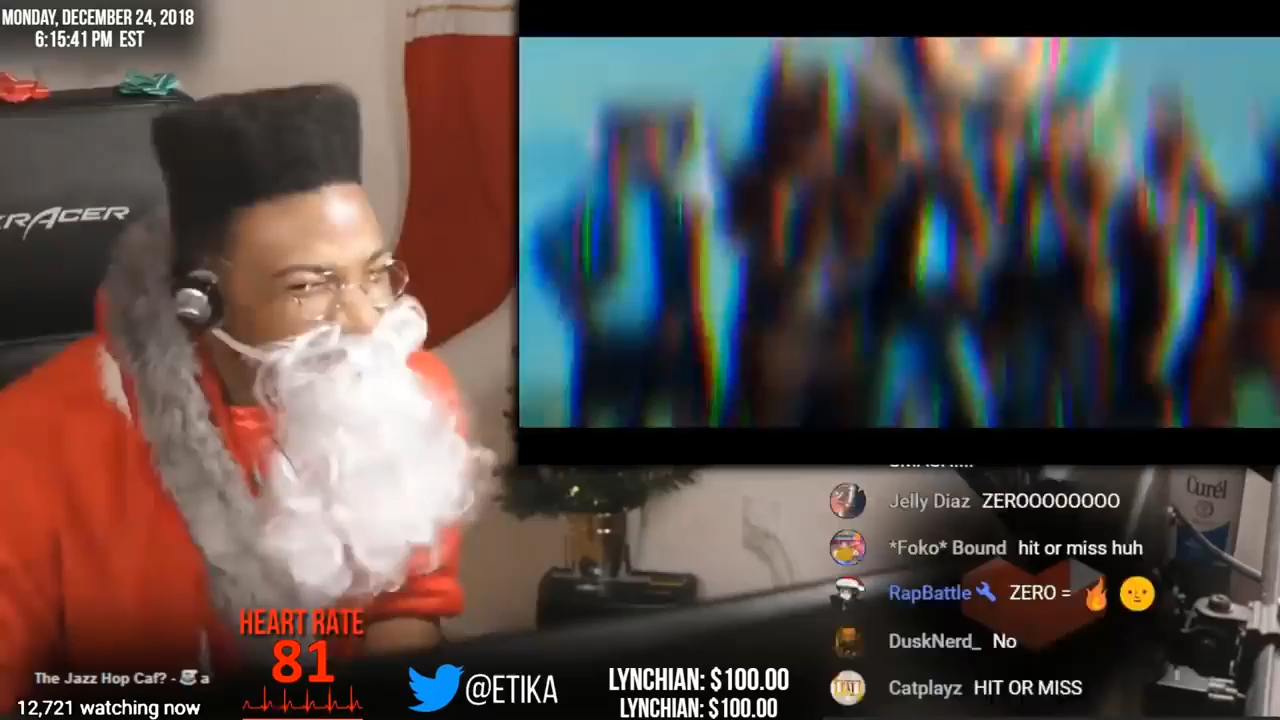 MONDAY, DECEMBER 24, 2018
6:15:41 PM EST
RACER
Jelly Diaz ZEROOOOOOOO
*Foko* Bound hit or miss huh
RapBattle ZERO = 🔥 🌝
DuskNerd_ No
Catplayz HIT OR MISS
Curél
HEART RATE
81
The Jazz Hop Caf? - a
12,721 watching now
@ETIKA
LYNCHIAN: $100.00
LYNCHIAN: $100.00